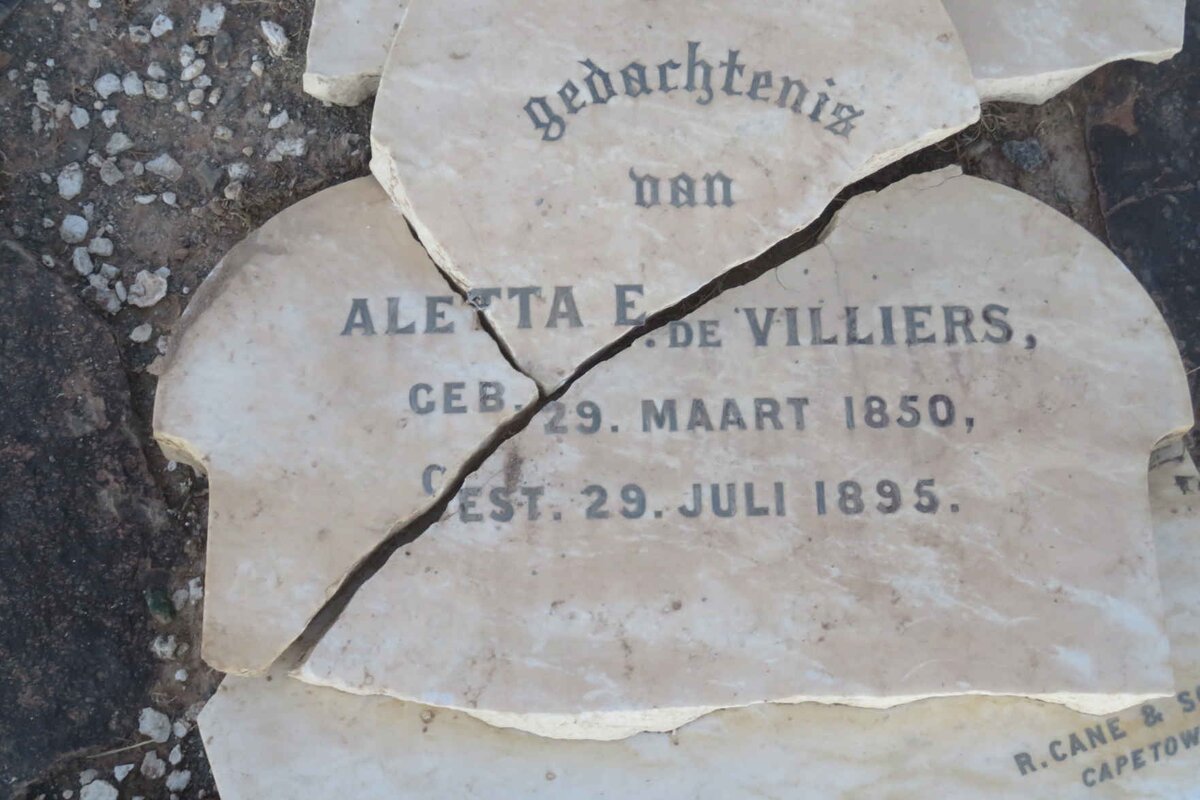 gedachtenis
van
ALETTA E. DE VILLIERS,
GEB. 29. MAART 1850,
GEST. 29. JULI 1895.
R. CANE & S
CAPETOW